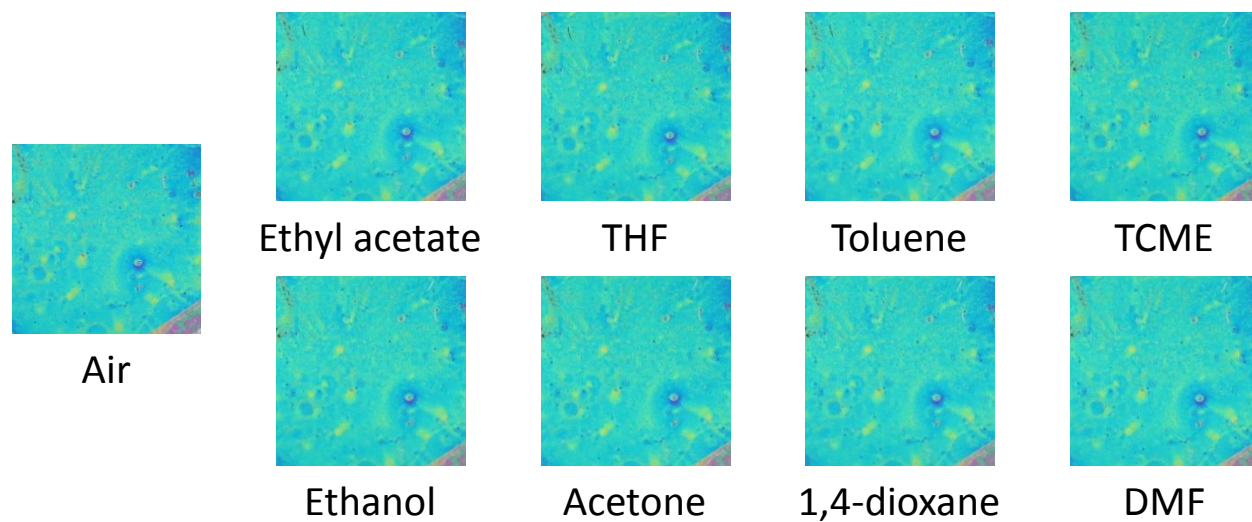 Ethyl acetate
THF
Toluene
TCME
Air
Ethanol
Acetone
1,4-dioxane
DMF